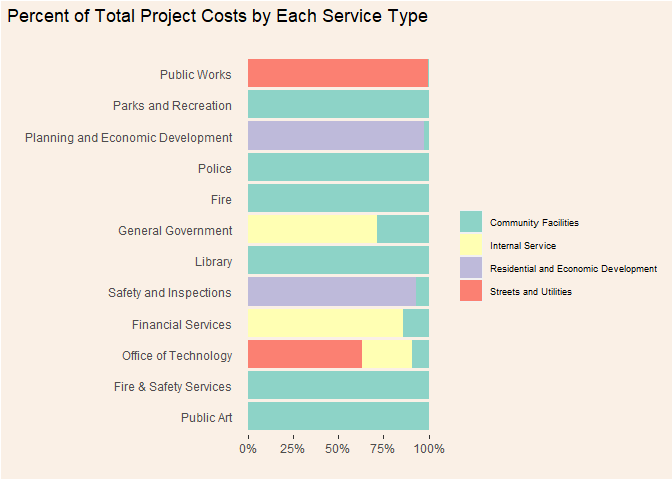 Percent of Total Project Costs by Each Service Type
Public Works
Parks and Recreation
Planning and Economic Development
Police
Fire
General Government
Library
Safety and Inspections
Financial Services
Office of Technology
Fire & Safety Services
Public Art
0% 25% 50% 75% 100%
Community Facilities
Internal Service
Residential and Economic Development
Streets and Utilities